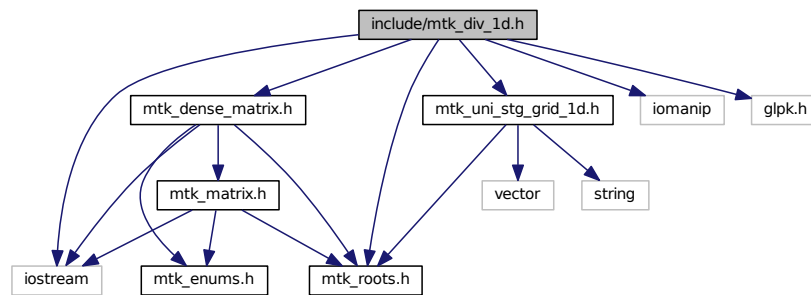 include/mtk_div_1d.h
mtk_dense_matrix.h
mtk_uni_stg_grid_1d.h
iomanip
glpk.h
mtk_matrix.h
vector
string
iostream
mtk_enums.h
mtk_roots.h